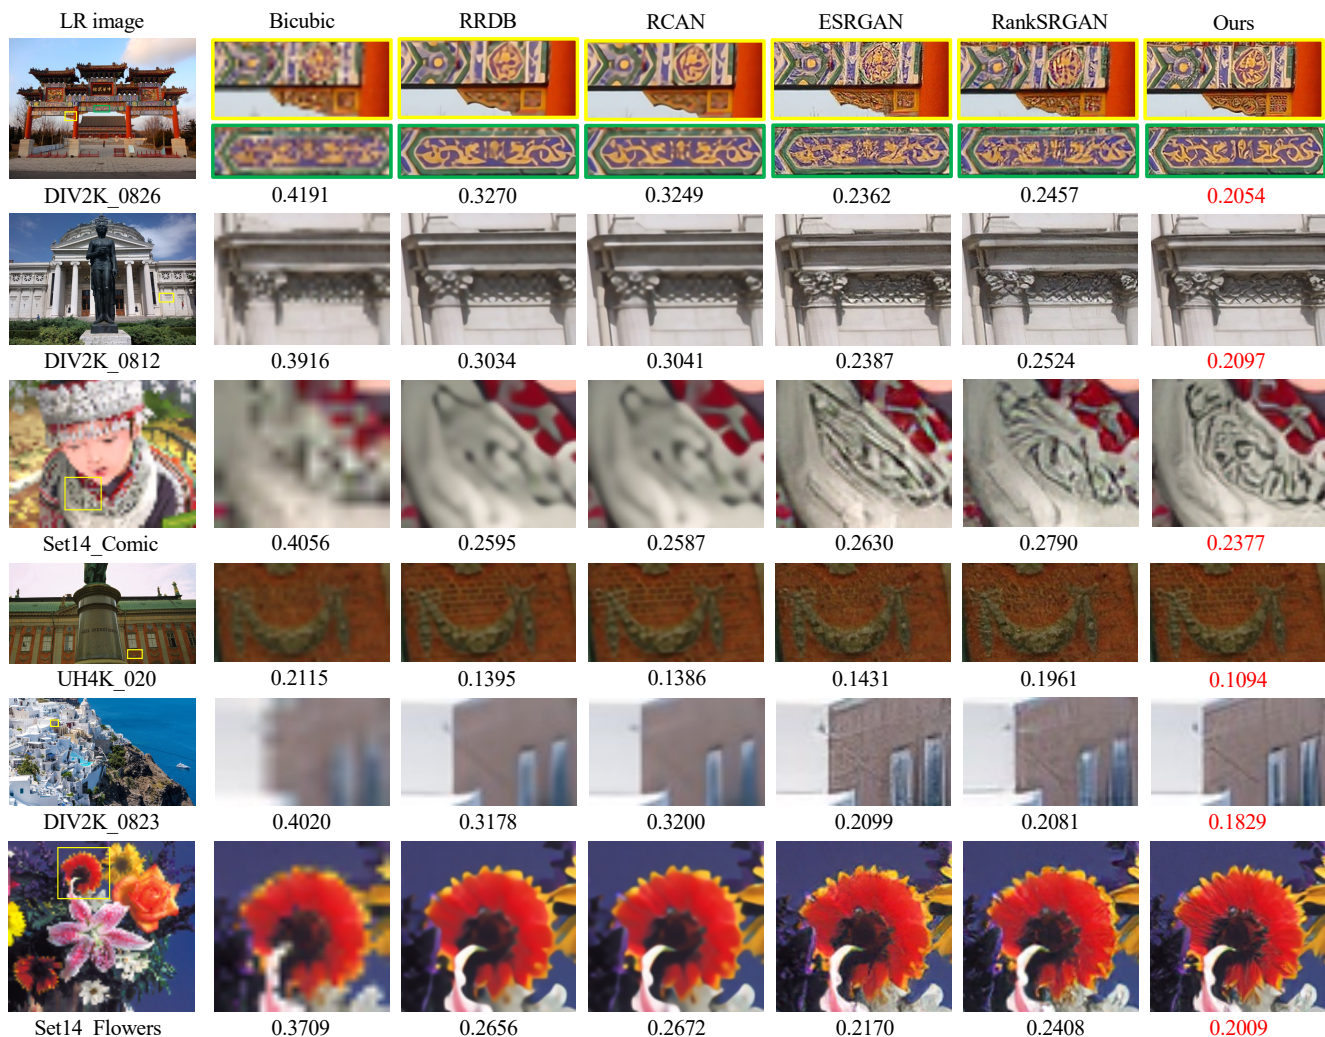 LR image Bicubic RRDB RCAN ESRGAN RankSRGAN Ours
DIV2K_0826 0.4191 0.3270 0.3249 0.2362 0.2457 0.2054
DIV2K_0812 0.3916 0.3034 0.3041 0.2387 0.2524 0.2097
Set14_Comic 0.4056 0.2595 0.2587 0.2630 0.2790 0.2377
UH4K_020 0.2115 0.1395 0.1386 0.1431 0.1961 0.1094
DIV2K_0823 0.4020 0.3178 0.3200 0.2099 0.2081 0.1829
Set14_Flowers 0.3709 0.2656 0.2672 0.2170 0.2408 0.2009